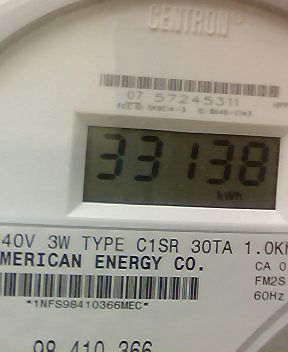 CENTRON
07 57245311
33138
kWh
40V 3W TYPE C1SR 30TA 1.0K
MERICAN ENERGY CO.
CA 0
FM2S
60Hz
*1NFS98410366MEC*
98 410 366